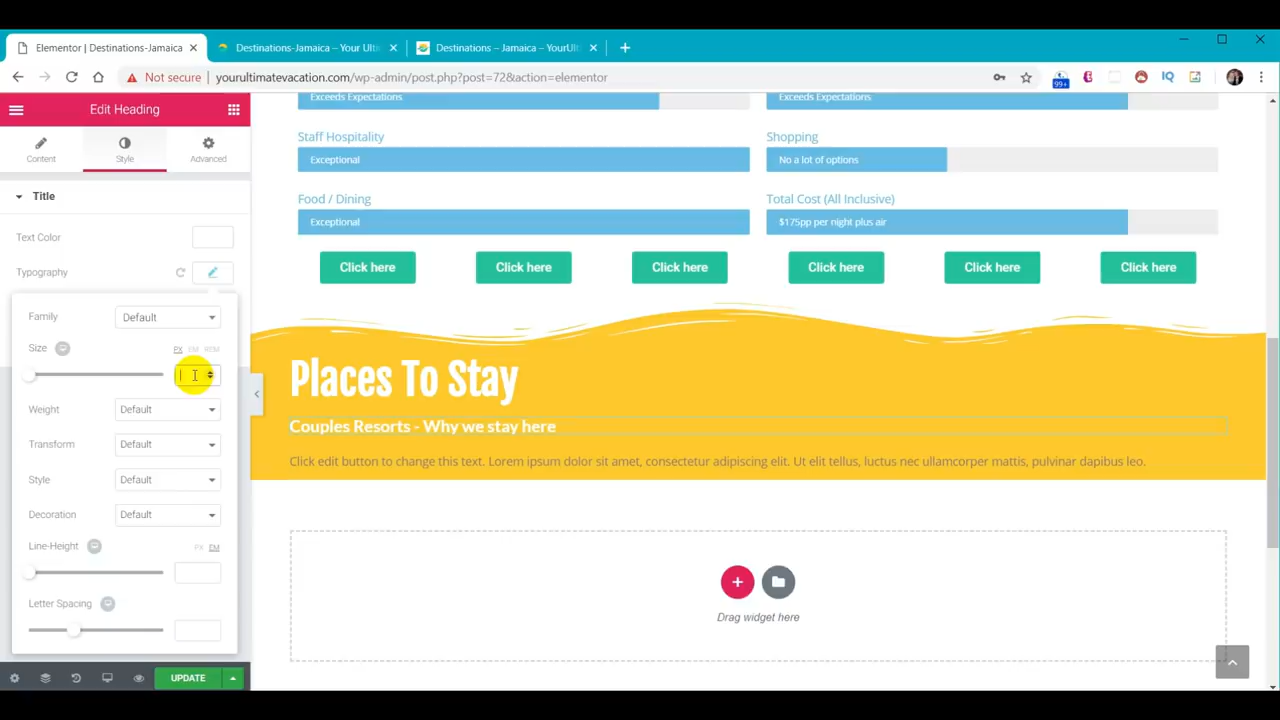 Elementor | Destinations-Jamaica
Destinations-Jamaica – Your Ulti
Destinations – Jamaica – YourUlt
Not secure
yourultimatevacation.com/wp-admin/post.php?post=72&action=elementor
99+
IQ
Edit Heading
Content
Style
Advanced
Title
Text Color
Typography
Family
Default
Size
PX EM REM
Weight
Default
Transform
Default
Style
Default
Decoration
Default
Line-Height
PX EM
Letter Spacing
UPDATE
Exceeds Expectations
Exceeds Expectations
Staff Hospitality
Shopping
Exceptional
No a lot of options
Food / Dining
Total Cost (All Inclusive)
Exceptional
$175pp per night plus air
Click here
Click here
Click here
Click here
Click here
Click here
Places To Stay
Couples Resorts - Why we stay here
Click edit button to change this text. Lorem ipsum dolor sit amet, consectetur adipiscing elit. Ut elit tellus, luctus nec ullamcorper mattis, pulvinar dapibus leo.
Drag widget here